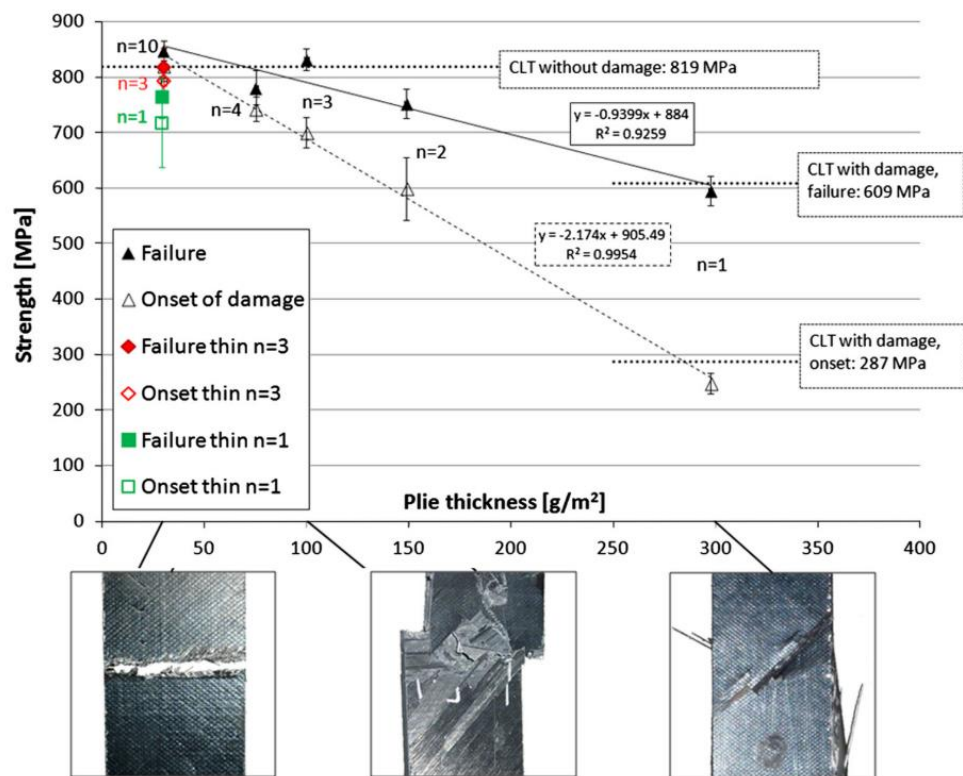 900
800
700
600
500
400
300
200
100
0
Strength [MPa]
n=10
n=3
n=1
n=4
n=3
n=2
n=1
CLT without damage: 819 MPa
y = -0.9399x + 884
R² = 0.9259
CLT with damage,
failure: 609 MPa
y = -2.174x + 905.49
R² = 0.9954
CLT with damage,
onset: 287 MPa
Failure
Onset of damage
Failure thin n=3
Onset thin n=3
Failure thin n=1
Onset thin n=1
Plie thickness [g/m²]
0 50 100 150 200 250 300 350 400